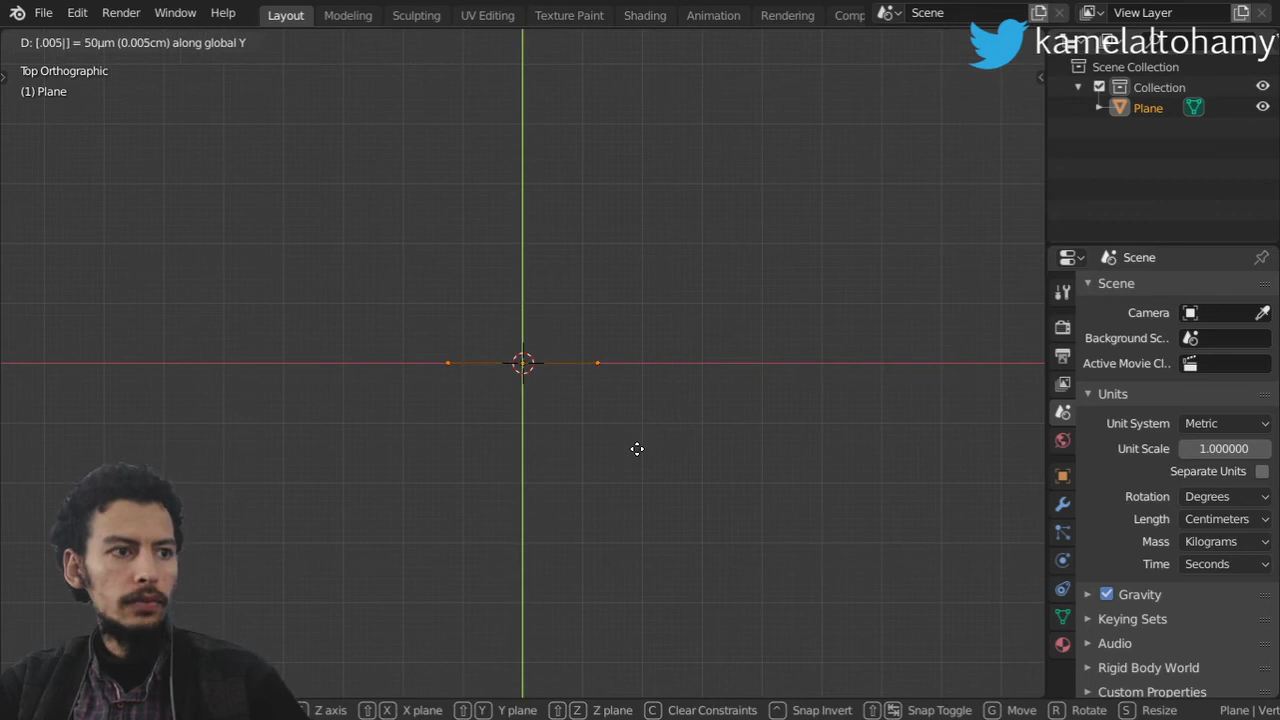 File Edit Render Window Help Layout Modeling Sculpting UV Editing Texture Paint Shading Animation Rendering Comp Scene View Layer
kamelaltohamy
D: [.005|] = 50µm (0.005cm) along global Y
Top Orthographic
(1) Plane
Scene Collection
Collection
Plane
Scene
Scene
Camera
Background Sc..
Active Movie Cl..
Units
Unit System Metric
Unit Scale 1.000000
Separate Units
Rotation Degrees
Length Centimeters
Mass Kilograms
Time Seconds
Gravity
Keying Sets
Audio
Rigid Body World
Custom Properties
Z axis X X plane Y Y plane Z Z plane C Clear Constraints Snap Invert Snap Toggle G Move R Rotate S Resize Plane | Vert